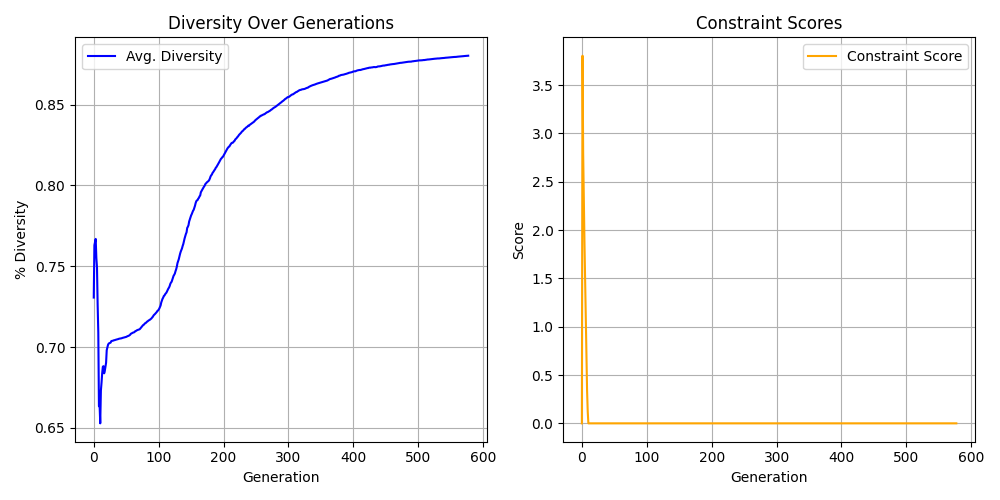 Diversity Over Generations
Avg. Diversity
% Diversity
0.85
0.80
0.75
0.70
0.65
0 100 200 300 400 500 600
Generation
Constraint Scores
Constraint Score
Score
3.5
3.0
2.5
2.0
1.5
1.0
0.5
0.0
0 100 200 300 400 500 600
Generation